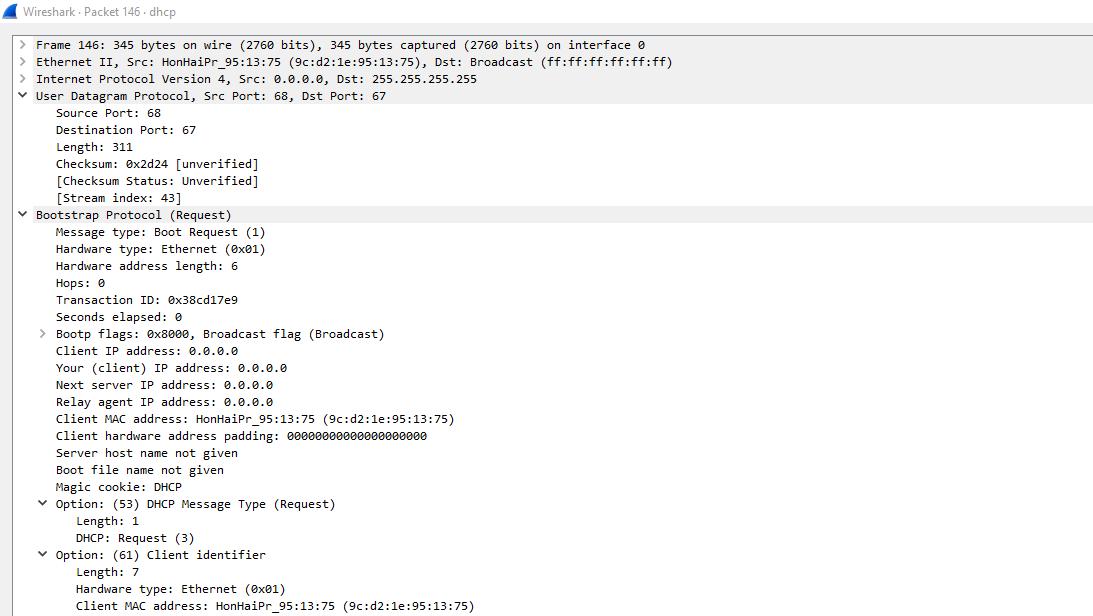 Wireshark · Packet 146 · dhcp
Frame 146: 345 bytes on wire (2760 bits), 345 bytes captured (2760 bits) on interface 0
Ethernet II, Src: HonHaiPr_95:13:75 (9c:d2:1e:95:13:75), Dst: Broadcast (ff:ff:ff:ff:ff:ff)
Internet Protocol Version 4, Src: 0.0.0.0, Dst: 255.255.255.255
User Datagram Protocol, Src Port: 68, Dst Port: 67
Source Port: 68
Destination Port: 67
Length: 311
Checksum: 0x2d24 [unverified]
[Checksum Status: Unverified]
[Stream index: 43]
Bootstrap Protocol (Request)
Message type: Boot Request (1)
Hardware type: Ethernet (0x01)
Hardware address length: 6
Hops: 0
Transaction ID: 0x38cd17e9
Seconds elapsed: 0
Bootp flags: 0x8000, Broadcast flag (Broadcast)
Client IP address: 0.0.0.0
Your (client) IP address: 0.0.0.0
Next server IP address: 0.0.0.0
Relay agent IP address: 0.0.0.0
Client MAC address: HonHaiPr_95:13:75 (9c:d2:1e:95:13:75)
Client hardware address padding: 00000000000000000000
Server host name not given
Boot file name not given
Magic cookie: DHCP
Option: (53) DHCP Message Type (Request)
Length: 1
DHCP: Request (3)
Option: (61) Client identifier
Length: 7
Hardware type: Ethernet (0x01)
Client MAC address: HonHaiPr_95:13:75 (9c:d2:1e:95:13:75)